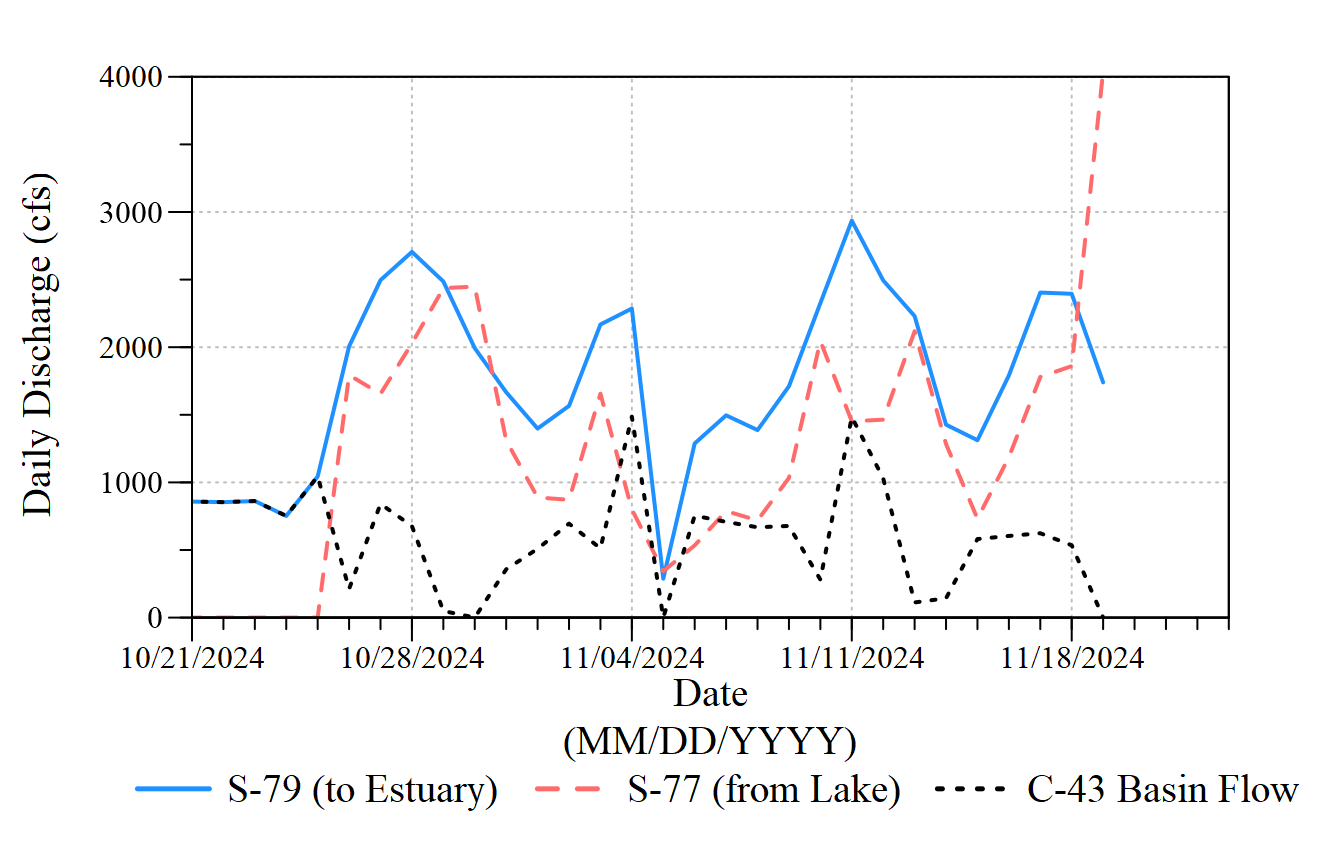 4000
3000
2000
1000
0
Daily Discharge (cfs)
10/21/2024 10/28/2024 11/04/2024 11/11/2024 11/18/2024
Date
(MM/DD/YYYY)
S-79 (to Estuary) S-77 (from Lake) C-43 Basin Flow